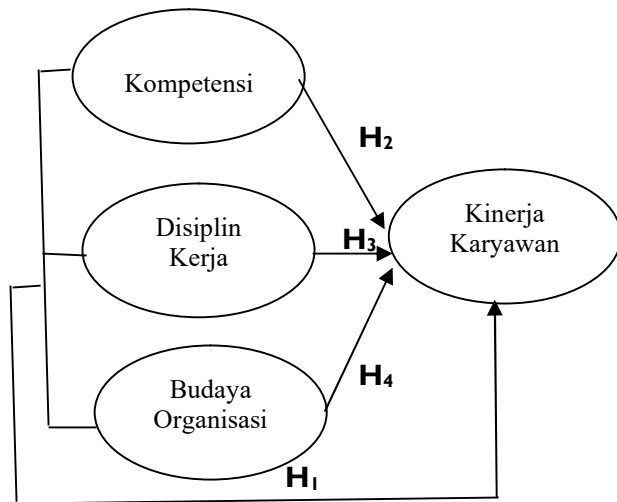 Kompetensi
H₂
Disiplin
Kerja
H₃
Kinerja
Karyawan
Budaya
Organisasi
H₄
H₁